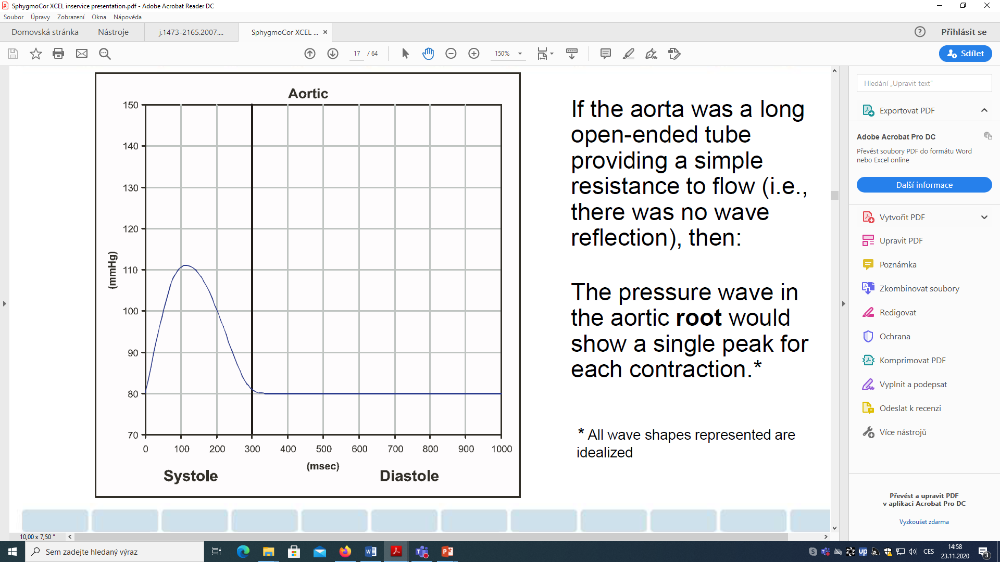 SphygmoCor XCEL inservice presentation.pdf - Adobe Acrobat Reader DC
Soubor Úpravy Zobrazení Okna Nápověda
Domovská stránka Nástroje j.1473-2165.2007.... SphygmoCor XCEL ... × Přihlásit se
17 / 64 150% Sdílet
Aortic
150
140
130
120
110
100
90
80
70
(mmHg)
0 100 200 300 400 500 600 700 800 900 1000
(msec)
Systole Diastole
If the aorta was a long
open-ended tube
providing a simple
resistance to flow (i.e.,
there was no wave
reflection), then:
The pressure wave in
the aortic root would
show a single peak for
each contraction.*
* All wave shapes represented are
idealized
Hledání „Upravit text"
Exportovat PDF
Adobe Acrobat Pro DC
Převést soubory PDF do formátu Word
nebo Excel online
Další informace
Vytvořit PDF
Upravit PDF
Poznámka
Zkombinovat soubory
Redigovat
Ochrana
Komprimovat PDF
Vyplnit a podepsat
Odeslat k recenzi
Více nástrojů
Převést a upravit PDF
v aplikaci Acrobat Pro DC
Vyzkoušet zdarma
10,00 x 7,50 "
Sem zadejte hledaný výraz
CES
14:58
23.11.2020
3